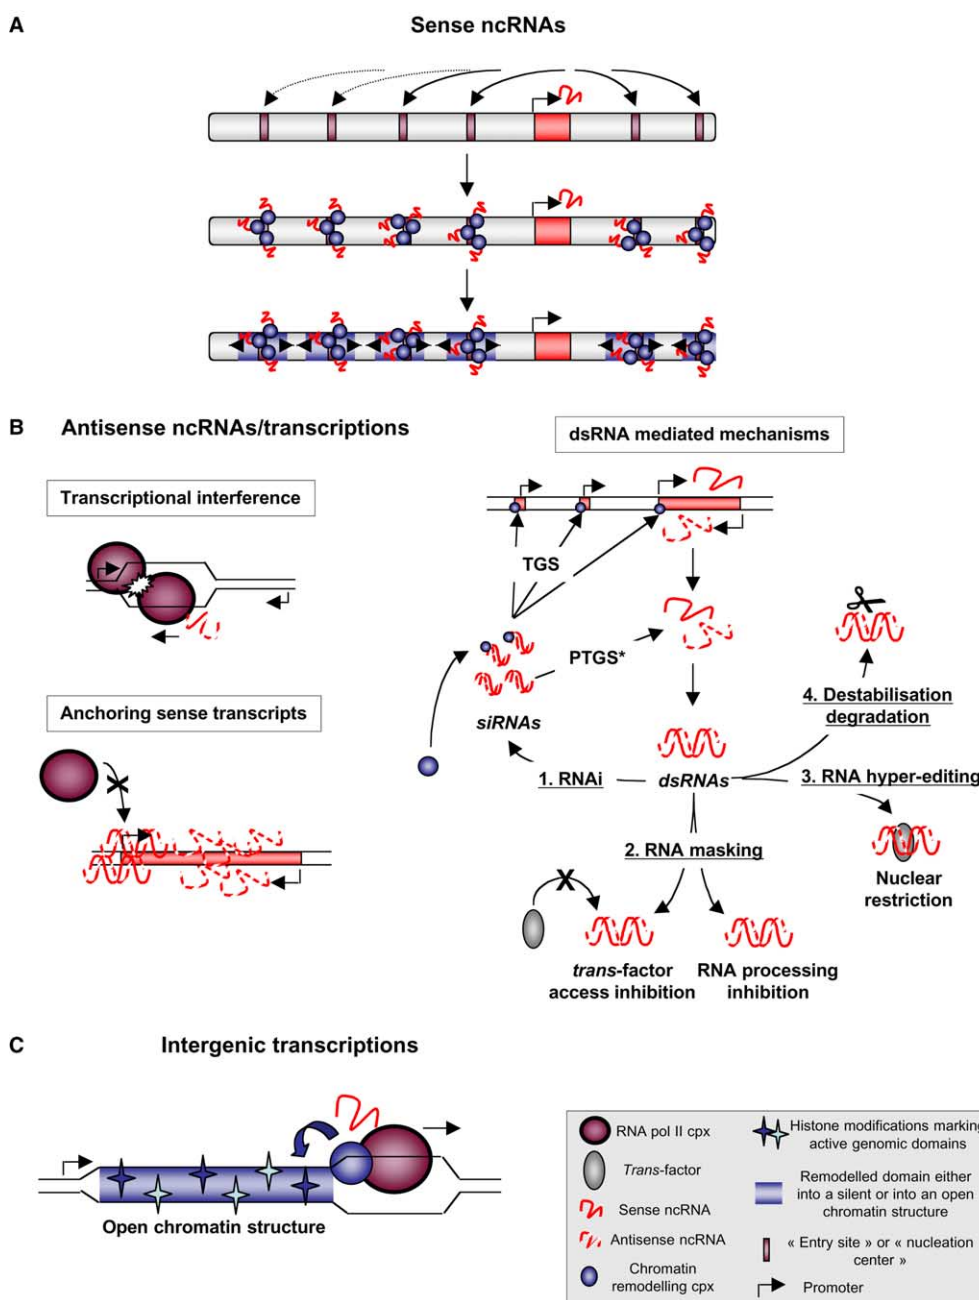 A
Sense ncRNAs
B
Antisense ncRNAs/transcriptions
Transcriptional interference
Anchoring sense transcripts
dsRNA mediated mechanisms
TGS
PTGS*
siRNAs
1. RNAi
dsRNAs
4. Destabilisation
degradation
3. RNA hyper-editing
Nuclear
restriction
2. RNA masking
trans-factor
access inhibition
RNA processing
inhibition
C
Intergenic transcriptions
Open chromatin structure
RNA pol II cpx
Trans-factor
Sense ncRNA
Antisense ncRNA
Chromatin
remodelling cpx
Histone modifications marking
active genomic domains
Remodelled domain either
into a silent or into an open
chromatin structure
« Entry site » or « nucleation
center »
Promoter